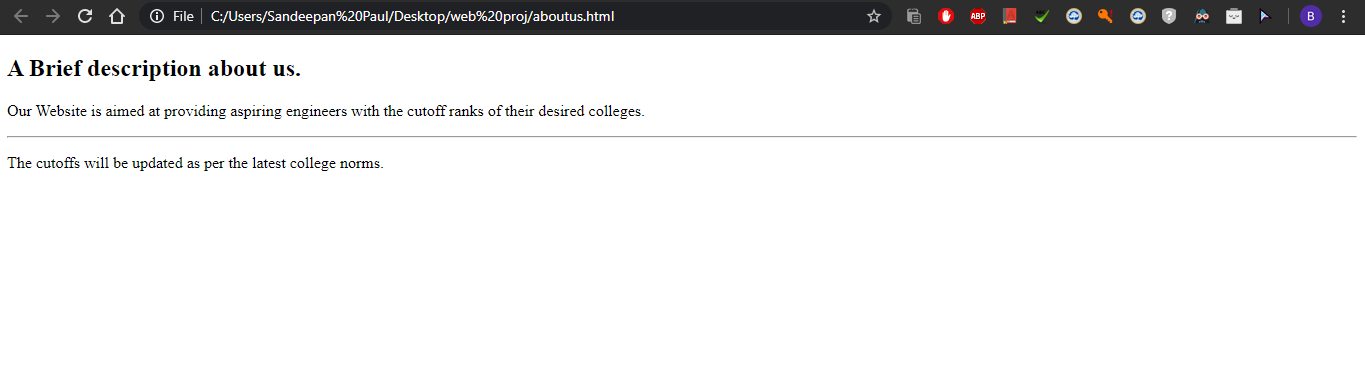 File C:/Users/Sandeepan%20Paul/Desktop/web%20proj/aboutus.html ABP B
A Brief description about us.
Our Website is aimed at providing aspiring engineers with the cutoff ranks of their desired colleges.
The cutoffs will be updated as per the latest college norms.